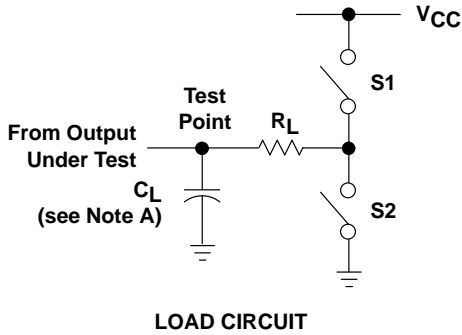 VCC
S1
Test
Point
RL
From Output
Under Test
CL
(see Note A)
S2
LOAD CIRCUIT